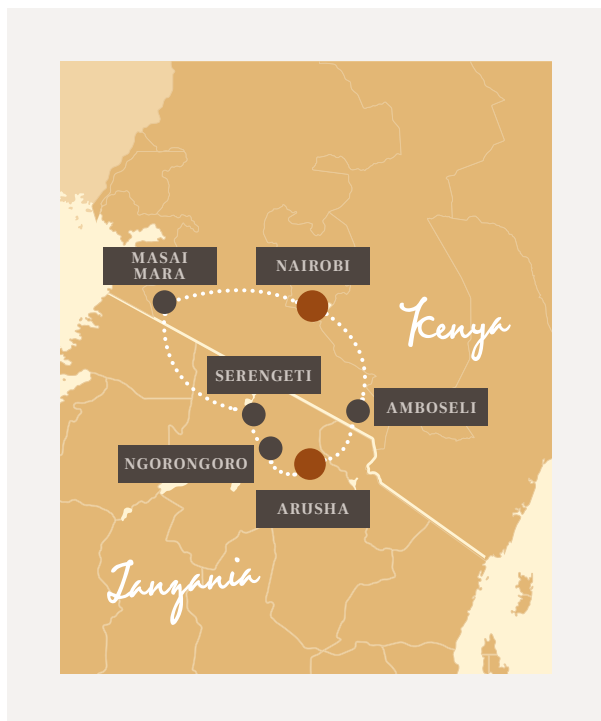 MASAI
MARA
NAIROBI
Kenya
SERENGETI
AMBOSELI
NGORONGORO
ARUSHA
Tanzania